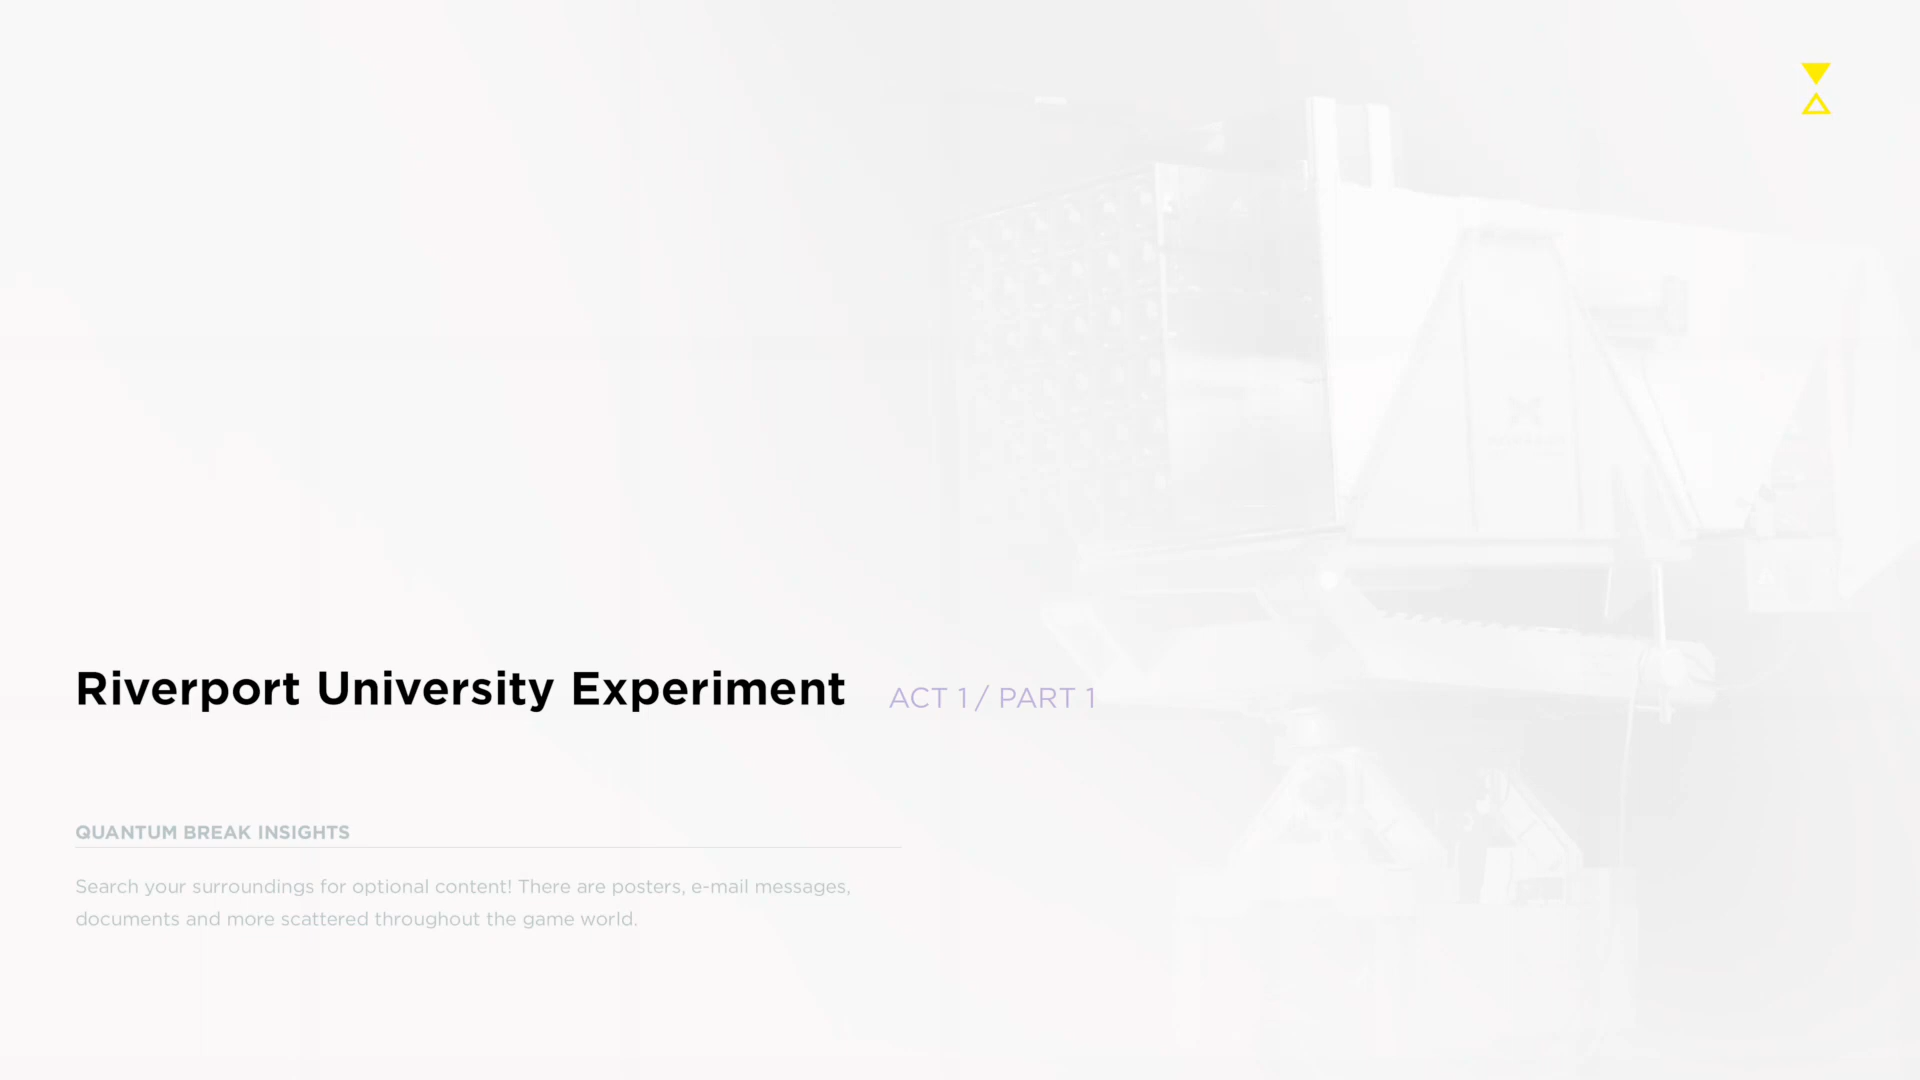 Riverport University Experiment ACT 1 / PART 1
QUANTUM BREAK INSIGHTS
Search your surroundings for optional content! There are posters, e-mail messages,
documents and more scattered throughout the game world.